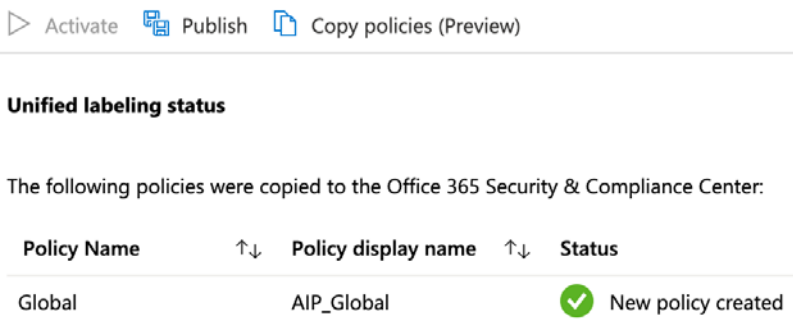 Activate Publish Copy policies (Preview)
Unified labeling status
The following policies were copied to the Office 365 Security & Compliance Center:
Policy Name ↑↓ Policy display name ↑↓ Status
Global AIP_Global New policy created